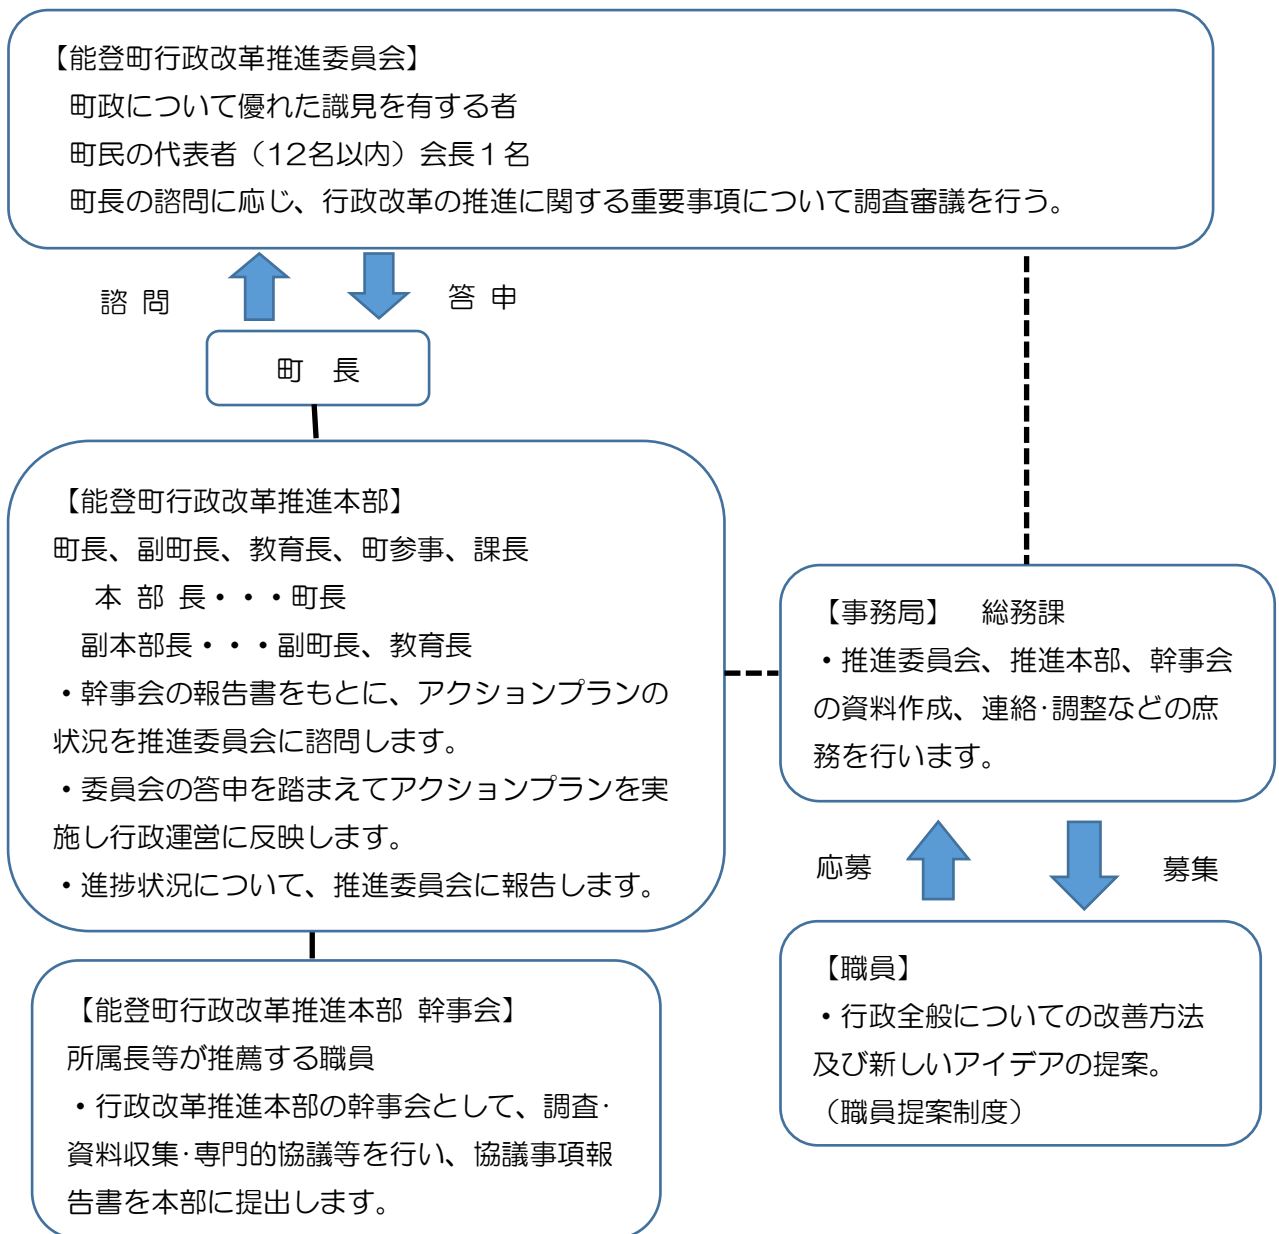 【能登町行政改革推進委員会】
町政について優れた識見を有する者
町民の代表者（12名以内）会長１名
町長の諮問に応じ、行政改革の推進に関する重要事項について調査審議を行う。
諮 問
答 申
町　長
【能登町行政改革推進本部】
町長、副町長、教育長、町参事、課長
本 部 長・・・町長
副本部長・・・副町長、教育長
・幹事会の報告書をもとに、アクションプランの
状況を推進委員会に諮問します。
・委員会の答申を踏まえてアクションプランを実
施し行政運営に反映します。
・進捗状況について、推進委員会に報告します。
【事務局】　総務課
・推進委員会、推進本部、幹事会
の資料作成、連絡･調整などの庶
務を行います。
応募
募集
【職員】
・行政全般についての改善方法
及び新しいアイデアの提案。
（職員提案制度）
【能登町行政改革推進本部 幹事会】
所属長等が推薦する職員
・行政改革推進本部の幹事会として、調査･
資料収集･専門的協議等を行い、協議事項報
告書を本部に提出します。